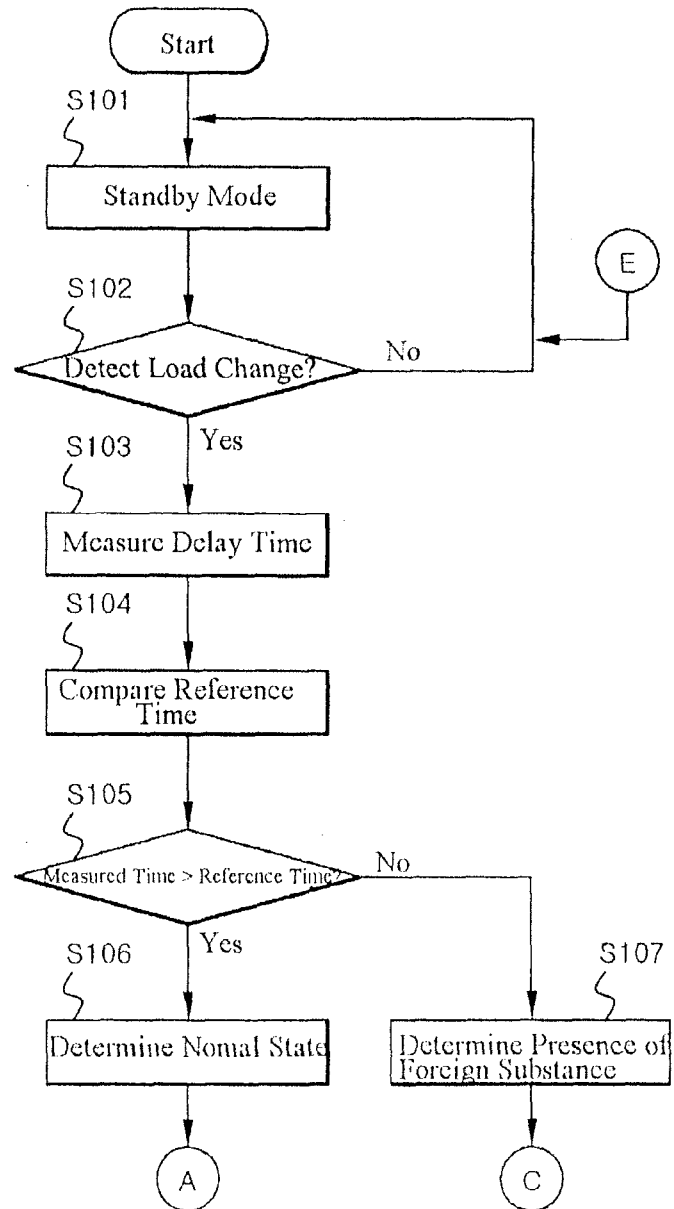 Start
S101
Standby Mode
E
S102
Detect Load Change?
No
Yes
S103
Measure Delay Time
S104
Compare Reference
Time
S105
Measured Time > Reference Time?
No
Yes
S106
Determine Nomal State
S107
Determine Presence of
Foreign Substance
A
C